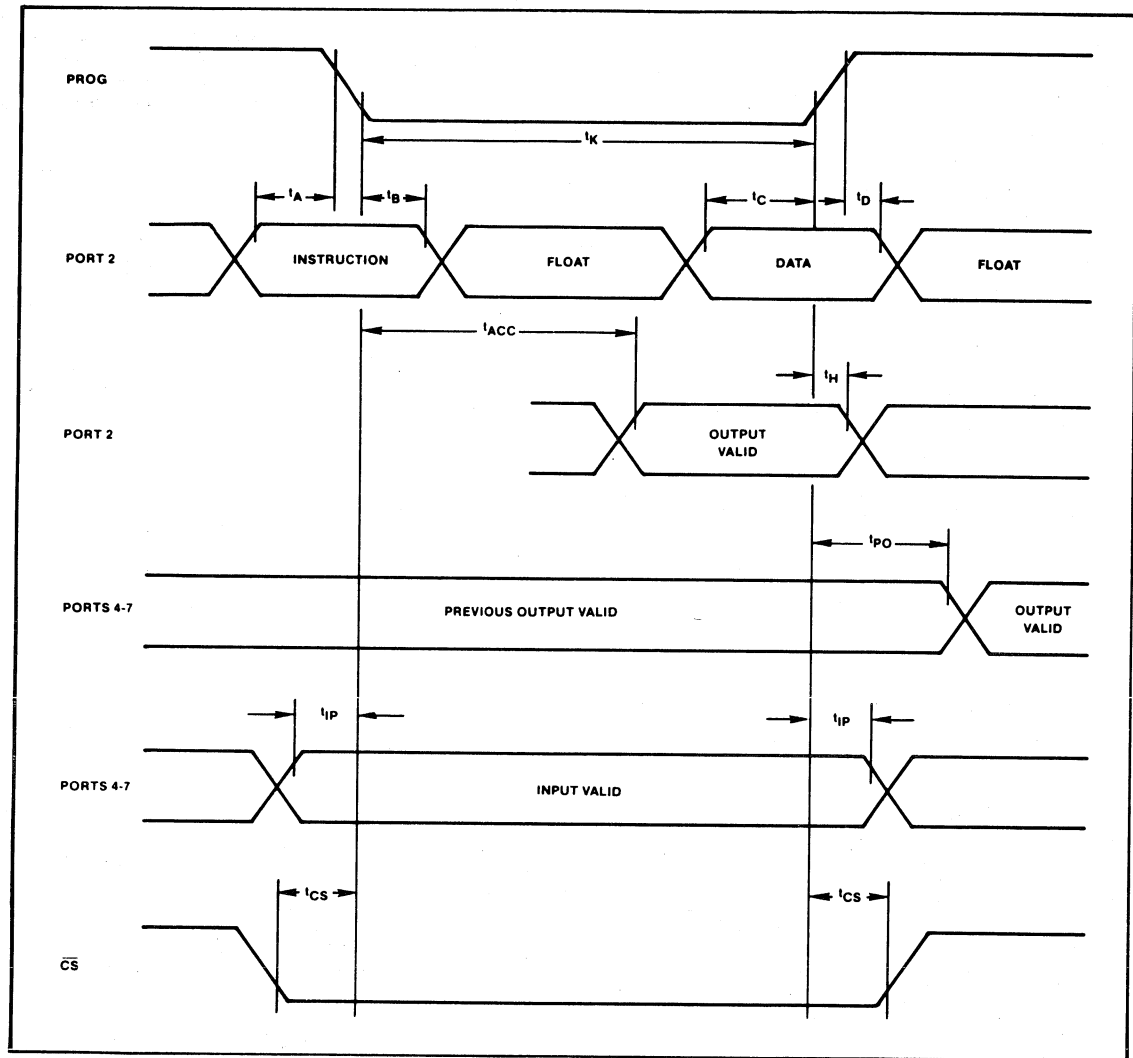 PROG
tK
tA
tB
tC
tD
PORT 2
INSTRUCTION
FLOAT
DATA
FLOAT
tACC
tH
PORT 2
OUTPUT
VALID
tPO
PORTS 4-7
PREVIOUS OUTPUT VALID
OUTPUT
VALID
tIP
tIP
PORTS 4-7
INPUT VALID
tCS
tCS
C̅S̅